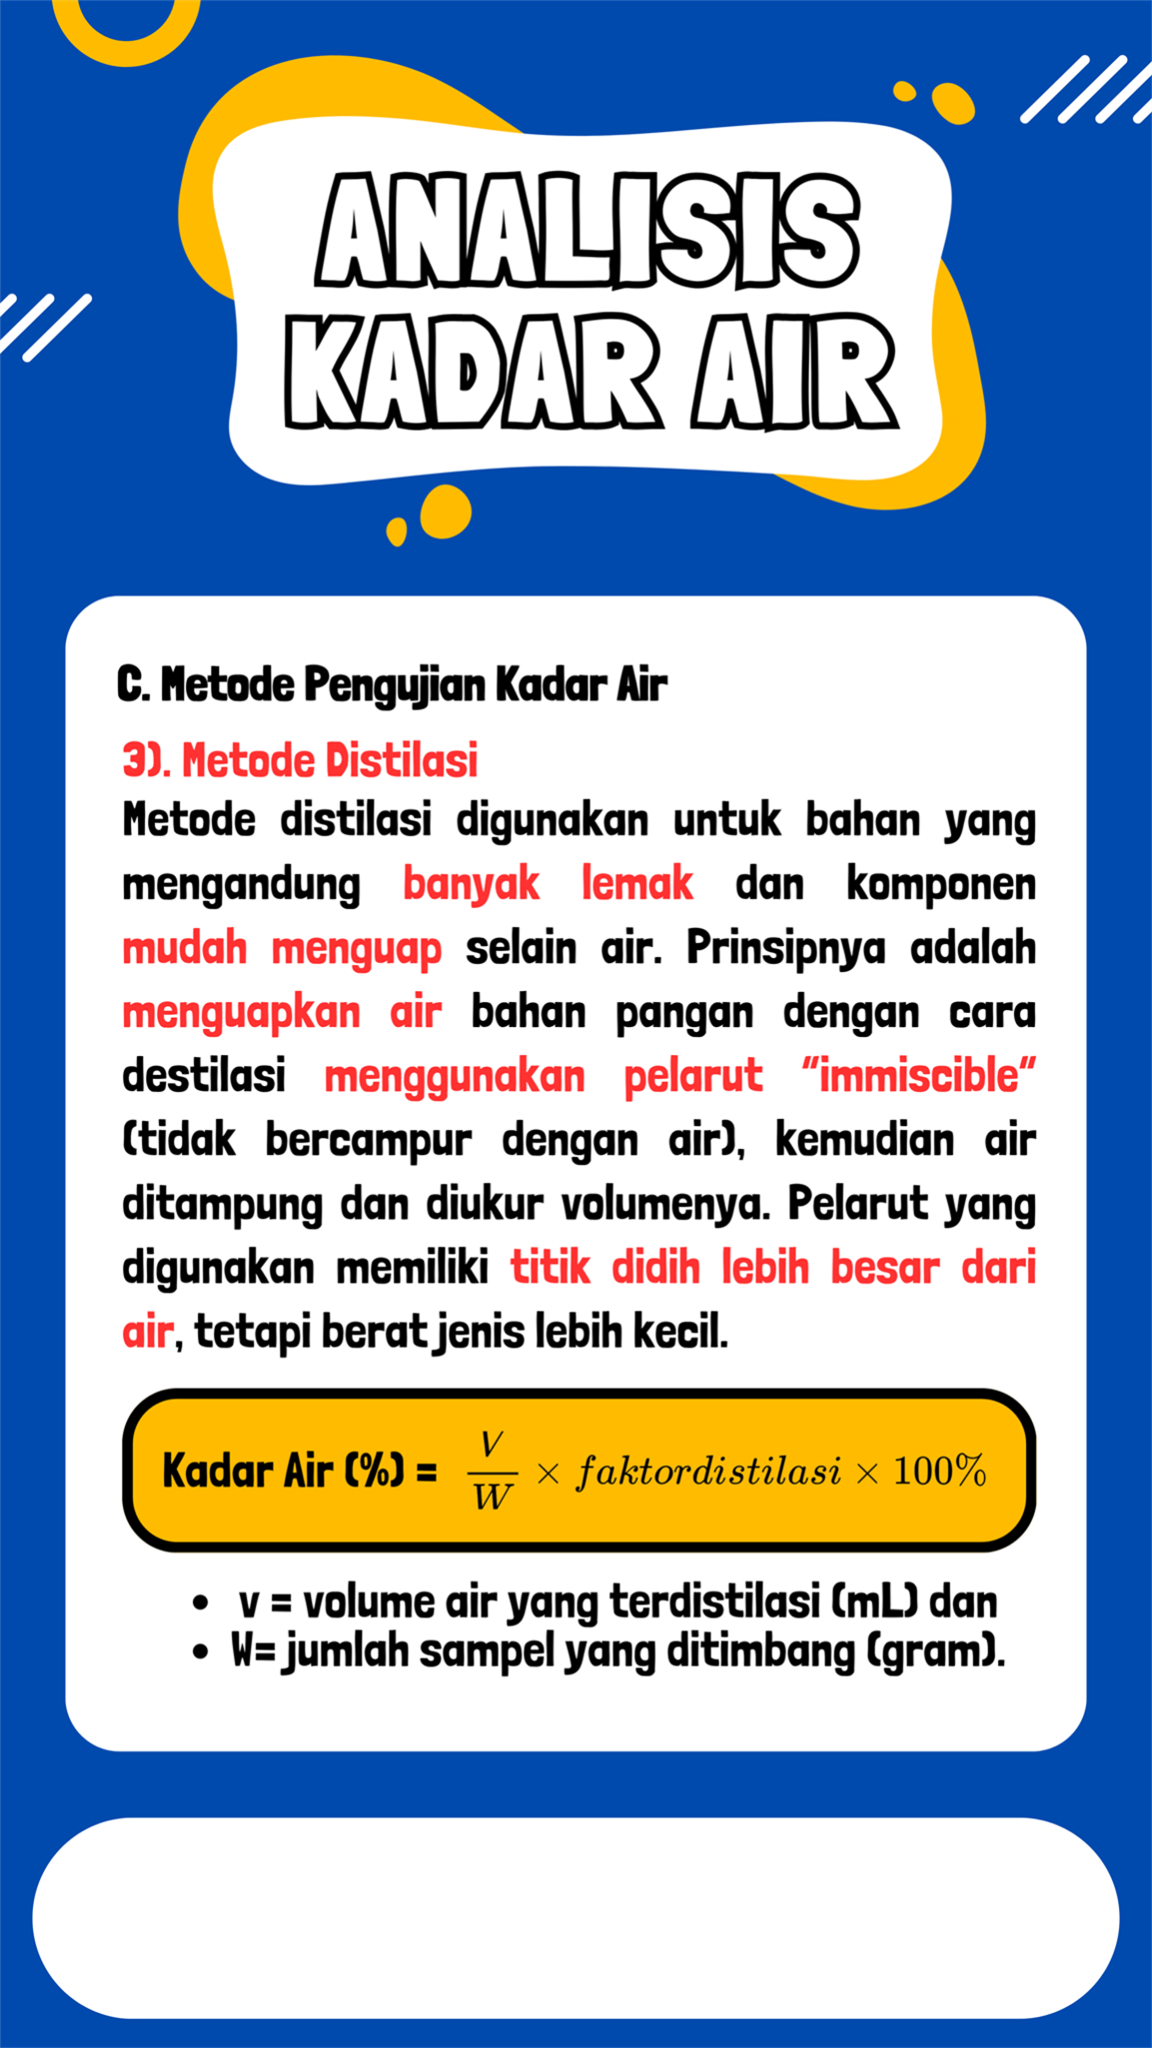 ANALISIS
KADAR AIR
C. Metode Pengujian Kadar Air
3). Metode Distilasi
Metode distilasi digunakan untuk bahan yang
mengandung banyak lemak dan komponen
mudah menguap selain air. Prinsipnya adalah
menguapkan air bahan pangan dengan cara
destilasi menggunakan pelarut "immiscible"
(tidak bercampur dengan air), kemudian air
ditampung dan diukur volumenya. Pelarut yang
digunakan memiliki titik didih lebih besar dari
air, tetapi berat jenis lebih kecil.
Kadar Air (%) = V/W × faktordistilasi × 100%
• v = volume air yang terdistilasi (mL) dan
• W= jumlah sampel yang ditimbang (gram).